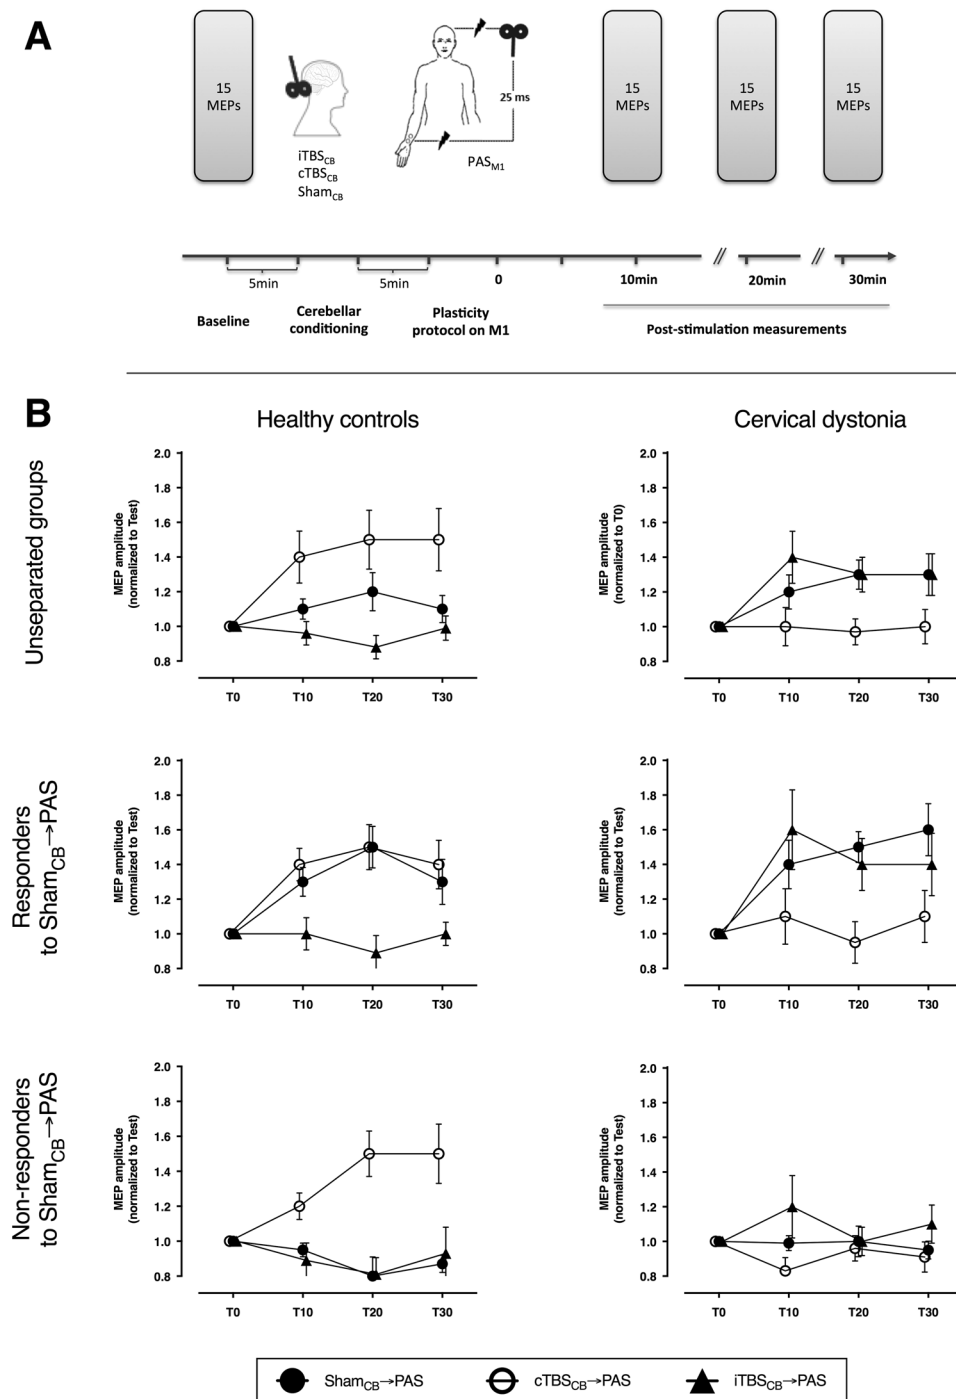 A
15
MEPs
25 ms
iTBSCB
cTBSCB
ShamCB
PASM1
15
MEPs
15
MEPs
15
MEPs
5min
5min
0
10min
20min
30min
Baseline
Cerebellar
conditioning
Plasticity
protocol on M1
Post-stimulation measurements
B
Healthy controls
Cervical dystonia
Unseparated groups
MEP amplitude
(normalized to Test)
2.0
1.8
1.6
1.4
1.2
1.0
0.8
T0 T10 T20 T30
MEP amplitude
(normalized to T0)
2.0
1.8
1.6
1.4
1.2
1.0
0.8
T0 T10 T20 T30
Responders
to ShamCB→PAS
MEP amplitude
(normalized to Test)
2.0
1.8
1.6
1.4
1.2
1.0
0.8
T0 T10 T20 T30
MEP amplitude
(normalized to Test)
2.0
1.8
1.6
1.4
1.2
1.0
0.8
T0 T10 T20 T30
Non-responders
to ShamCB→PAS
MEP amplitude
(normalized to Test)
2.0
1.8
1.6
1.4
1.2
1.0
0.8
T0 T10 T20 T30
MEP amplitude
(normalized to Test)
2.0
1.8
1.6
1.4
1.2
1.0
0.8
T0 T10 T20 T30
ShamCB→PAS
cTBSCB→PAS
iTBSCB→PAS